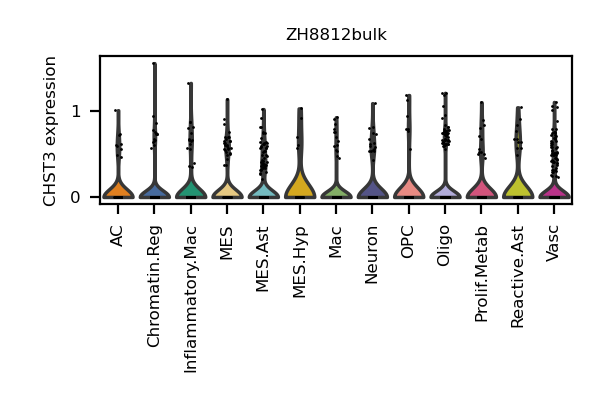 ZH8812bulk
CHST3 expression
1
0
AC
Chromatin.Reg
Inflammatory.Mac
MES
MES.Ast
MES.Hyp
Mac
Neuron
OPC
Oligo
Prolif.Metab
Reactive.Ast
Vasc